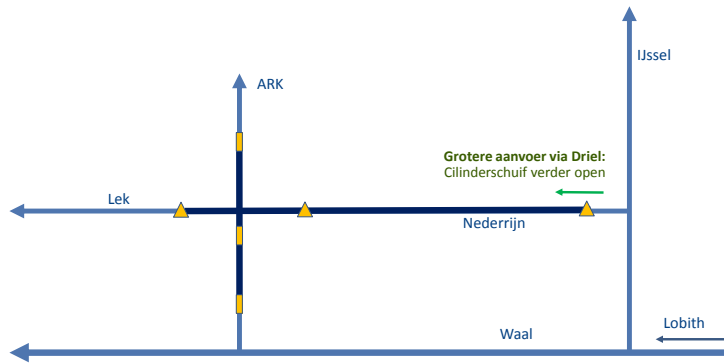 IJssel
ARK
Grotere aanvoer via Driel:
Cilinderschuif verder open
Lek
Nederrijn
Lobith
Waal